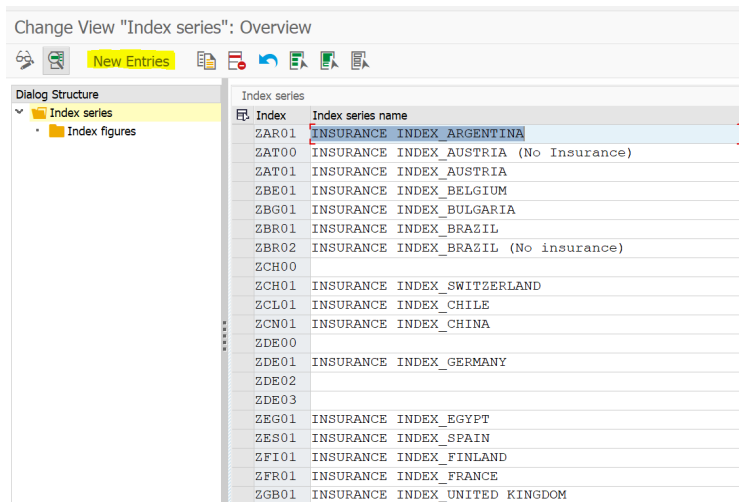 Change View "Index series": Overview
New Entries
Dialog Structure
Index series
Index figures
Index series
Index Index series name
ZAR01 INSURANCE INDEX_ARGENTINA
ZAT00 INSURANCE INDEX_AUSTRIA (No Insurance)
ZAT01 INSURANCE INDEX_AUSTRIA
ZBE01 INSURANCE INDEX_BELGIUM
ZBG01 INSURANCE INDEX_BULGARIA
ZBR01 INSURANCE INDEX_BRAZIL
ZBR02 INSURANCE INDEX_BRAZIL (No insurance)
ZCH00
ZCH01 INSURANCE INDEX_SWITZERLAND
ZCL01 INSURANCE INDEX_CHILE
ZCN01 INSURANCE INDEX_CHINA
ZDE00
ZDE01 INSURANCE INDEX_GERMANY
ZDE02
ZDE03
ZEG01 INSURANCE INDEX_EGYPT
ZES01 INSURANCE INDEX_SPAIN
ZFI01 INSURANCE INDEX_FINLAND
ZFR01 INSURANCE INDEX_FRANCE
ZGB01 INSURANCE INDEX_UNITED KINGDOM